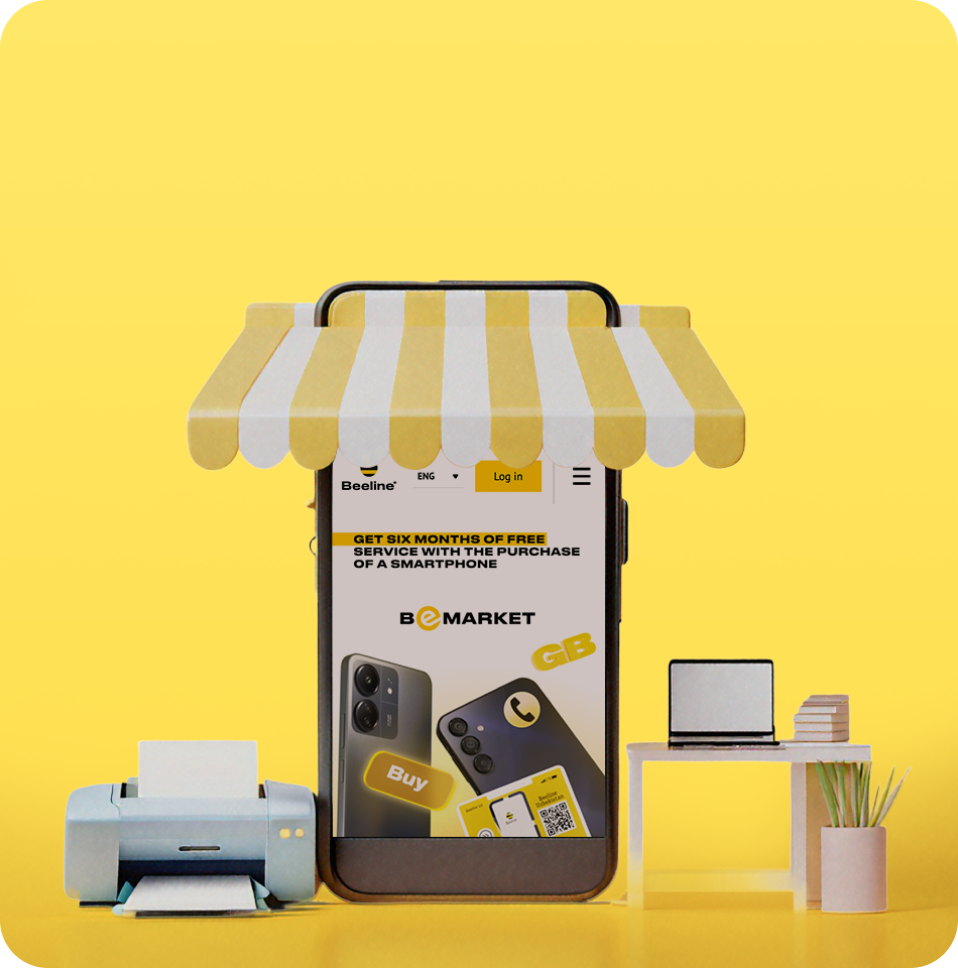 Beeline
ENG
Log in
GET SIX MONTHS OF FREE
SERVICE WITH THE PURCHASE
OF A SMARTPHONE
BeMARKET
GB
Buy
Beeline
Uzbekistan